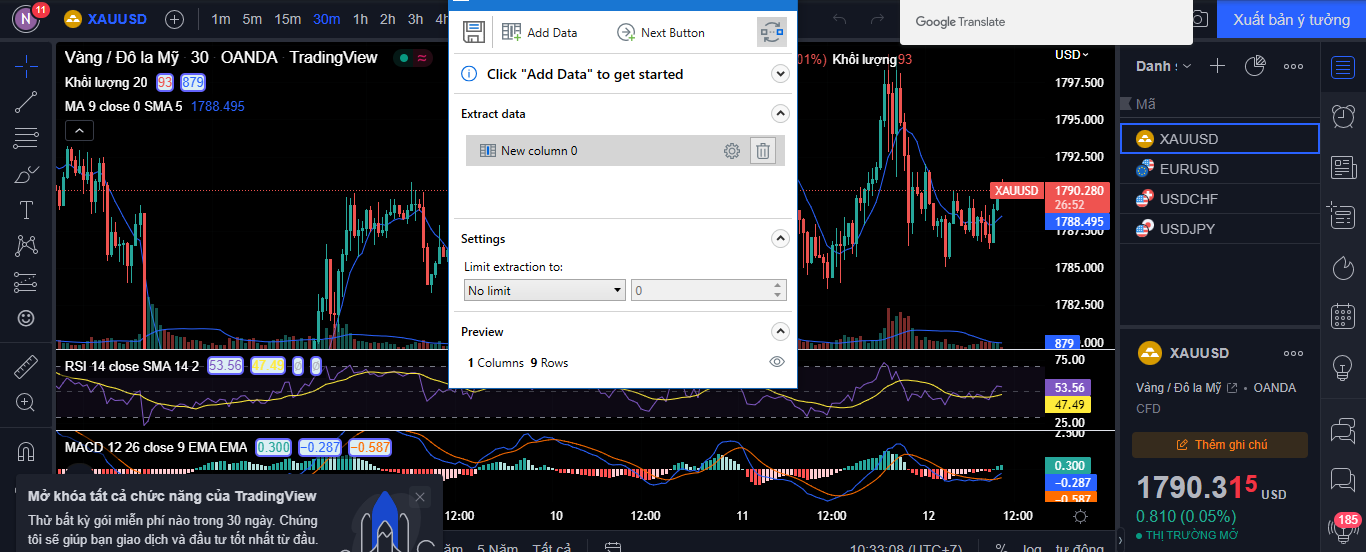 N
11
XAUUSD
1m 5m 15m 30m 1h 2h 3h 4h
Add Data
Next Button
Google Translate
Xuất bản ý tưởng
Vàng / Đô la Mỹ · 30 · OANDA · TradingView
Khối lượng 20 93 879
MA 9 close 0 SMA 5 1788.495
Click "Add Data" to get started
Extract data
New column 0
Settings
Limit extraction to:
No limit 0
Preview
1 Columns 9 Rows
01%) Khối lượng93
USD
1797.500
1795.000
1792.500
XAUUSD 1790.280
26:52
1788.495
1787.500
1785.000
1782.500
879
.000
RSI 14 close SMA 14 2 53.56 47.49 0 0
75.00
53.56
47.49
25.00
MACD 12 26 close 9 EMA EMA 0.300 −0.287 −0.587
2.500
0.300
−0.287
−0.587
12:00 10 12:00 11 12:00 12 12:00
Mở khóa tất cả chức năng của TradingView
Thử bất kỳ gói miễn phí nào trong 30 ngày. Chúng
tôi sẽ giúp bạn giao dịch và đầu tư tốt nhất từ đầu.
năm 5 Năm Tất cả
10:33:08 (UTC+7) % log tự động
Danh s
Mã
XAUUSD
EURUSD
USDCHF
USDJPY
XAUUSD
Vàng / Đô la Mỹ • OANDA
CFD
Thêm ghi chú
1790.315 USD
0.810 (0.05%)
THỊ TRƯỜNG MỞ
185